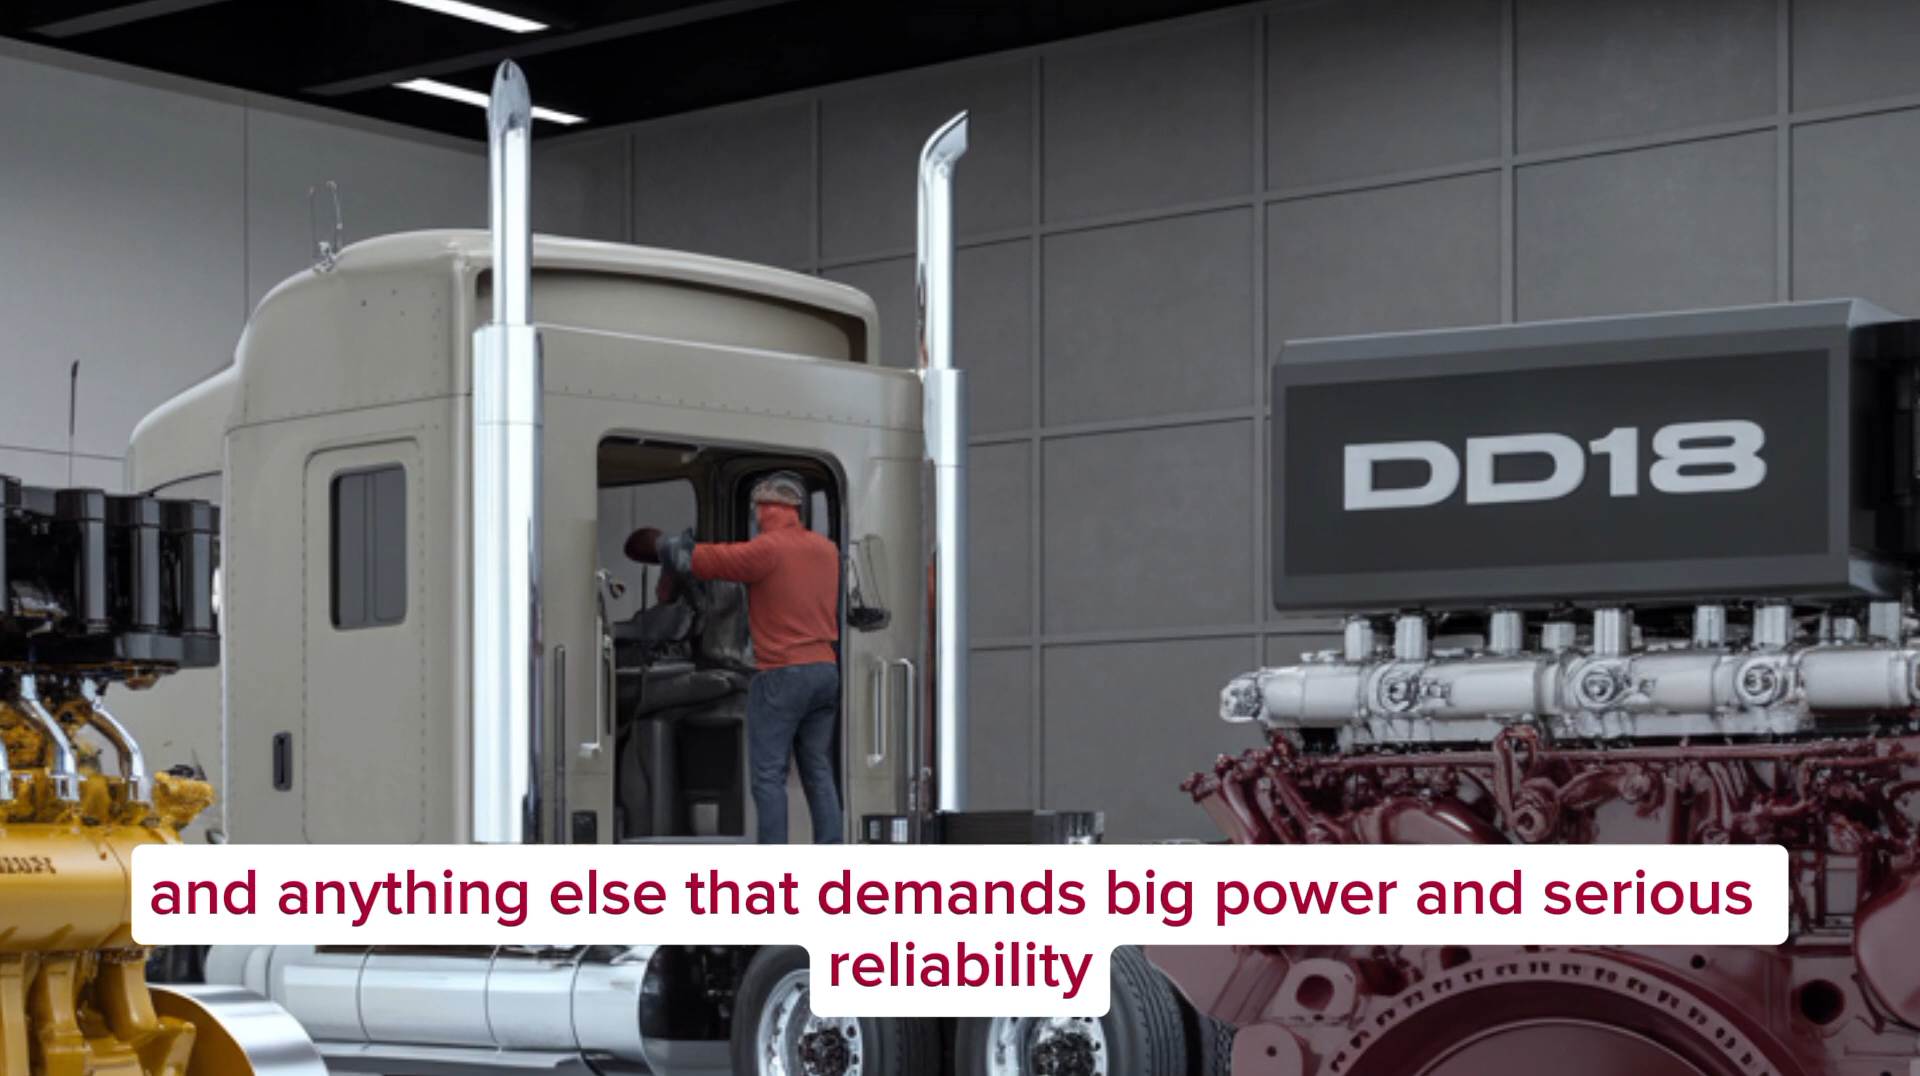 DD18
and anything else that demands big power and serious
reliability